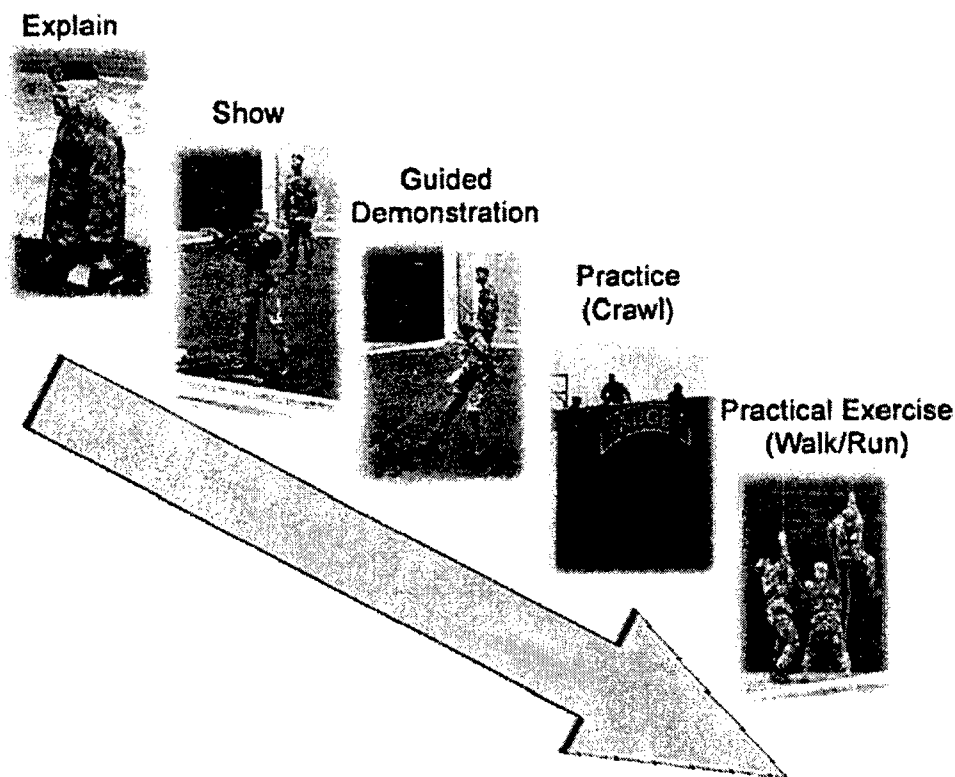 Explain
Show
Guided
Demonstration
Practice
(Crawl)
Practical Exercise
(Walk/Run)